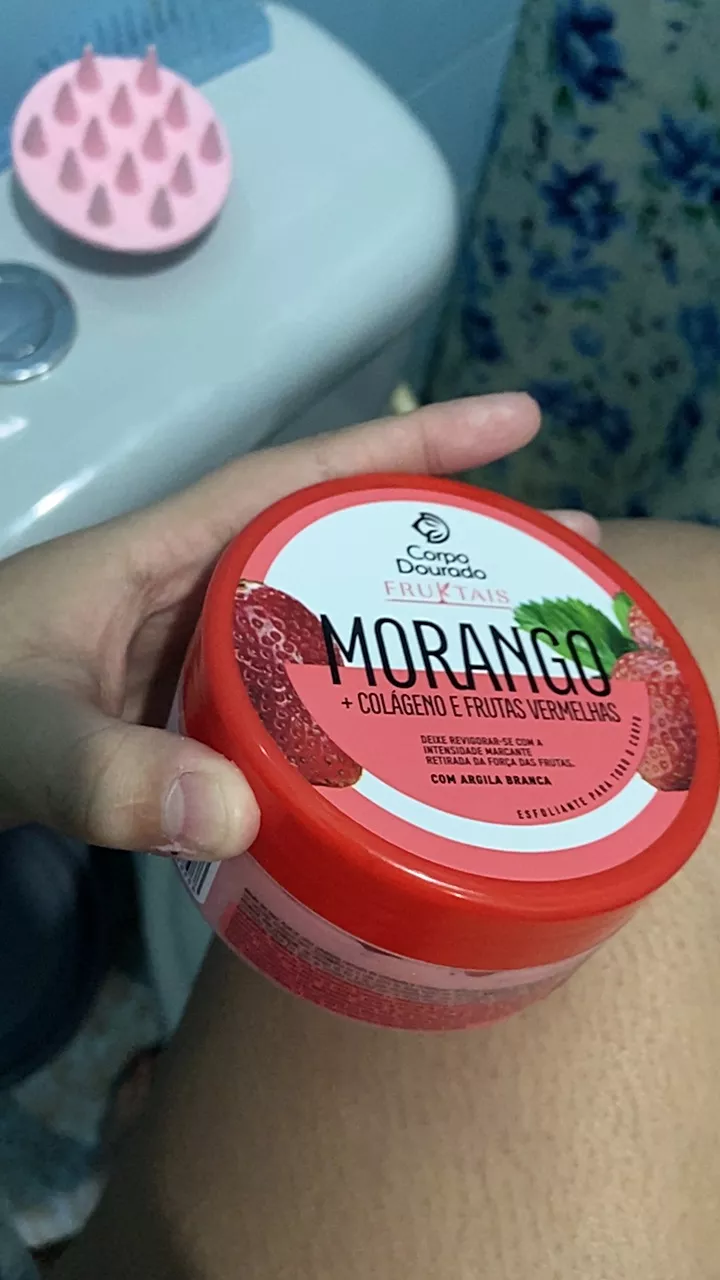 Corpo
Dourado
FRUKTAIS
MORANGO
+ COLÁGENO E FRUTAS VERMELHAS
DEIXE REVIGORAR-SE COM A
INTENSIDADE MARCANTE
RETIRADA DA FORÇA DAS FRUTAS.
COM ARGILA BRANCA
ESFOLIANTE PARA TODO O CORPO